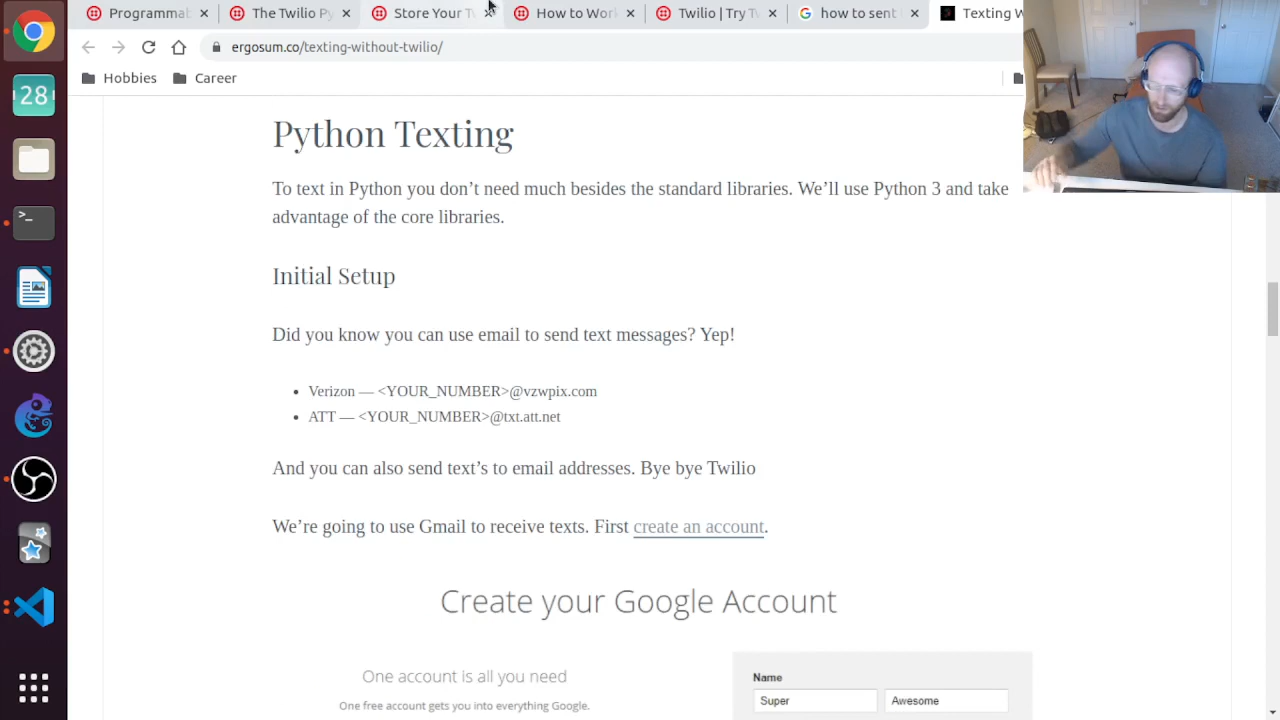 Programmat
The Twilio Py
Store Your Tw
How to Work
Twilio | Try Tw
how to sent
Texting W
ergosum.co/texting-without-twilio/
Hobbies
Career
28
Python Texting
To text in Python you don’t need much besides the standard libraries. We’ll use Python 3 and take
advantage of the core libraries.
Initial Setup
Did you know you can use email to send text messages? Yep!
• Verizon — <YOUR_NUMBER>@vzwpix.com
• ATT — <YOUR_NUMBER>@txt.att.net
And you can also send text’s to email addresses. Bye bye Twilio
We’re going to use Gmail to receive texts. First create an account.
Create your Google Account
One account is all you need
One free account gets you into everything Google.
Name
Super
Awesome